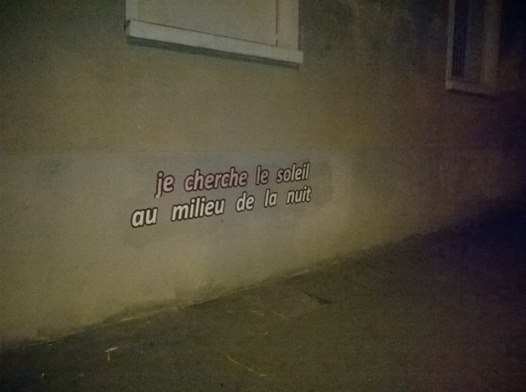 je cherche le soleil
au milieu de la nuit